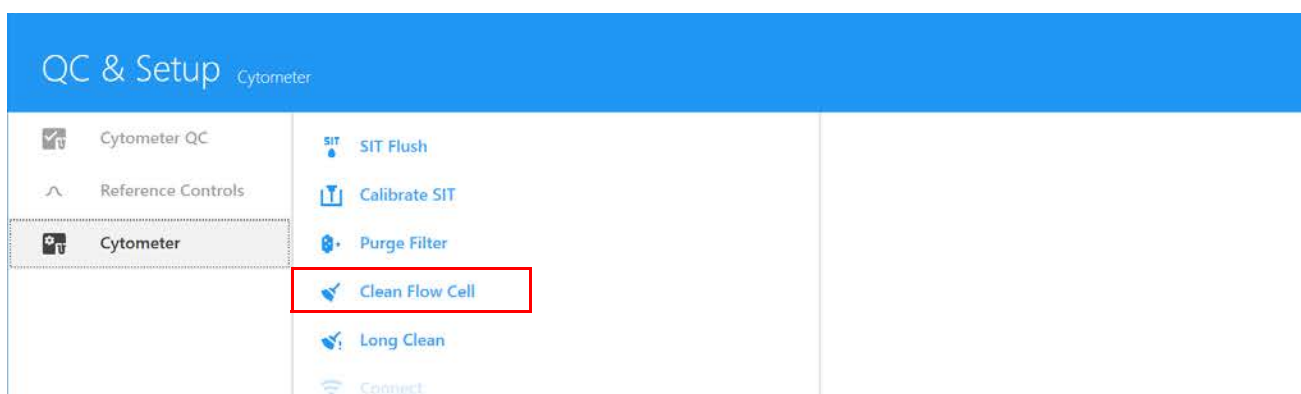 QC & Setup Cytometer
Cytometer QC
Reference Controls
Cytometer
SIT SIT Flush
Calibrate SIT
Purge Filter
Clean Flow Cell
Long Clean
Connect